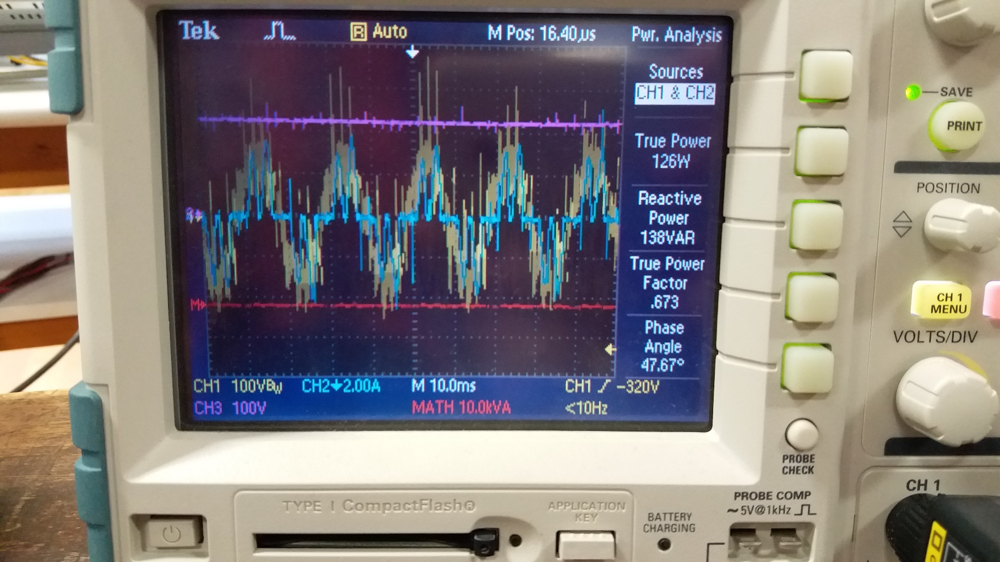 Tek
R Auto
M Pos: 16.40µs
Pwr. Analysis
Sources
CH1 & CH2
True Power
126W
Reactive
Power
138VAR
True Power
Factor
.673
Phase
Angle
47.67°
CH1 100VBW
CH2 2.00A
M 10.0ms
CH1 -320V
CH3 100V
MATH 10.0kVA
<10Hz
SAVE
PRINT
POSITION
CH 1
MENU
VOLTS/DIV
PROBE
CHECK
CH 1
PROBE COMP
~5V@1kHz
TYPE I CompactFlash®
APPLICATION
KEY
BATTERY
CHARGING